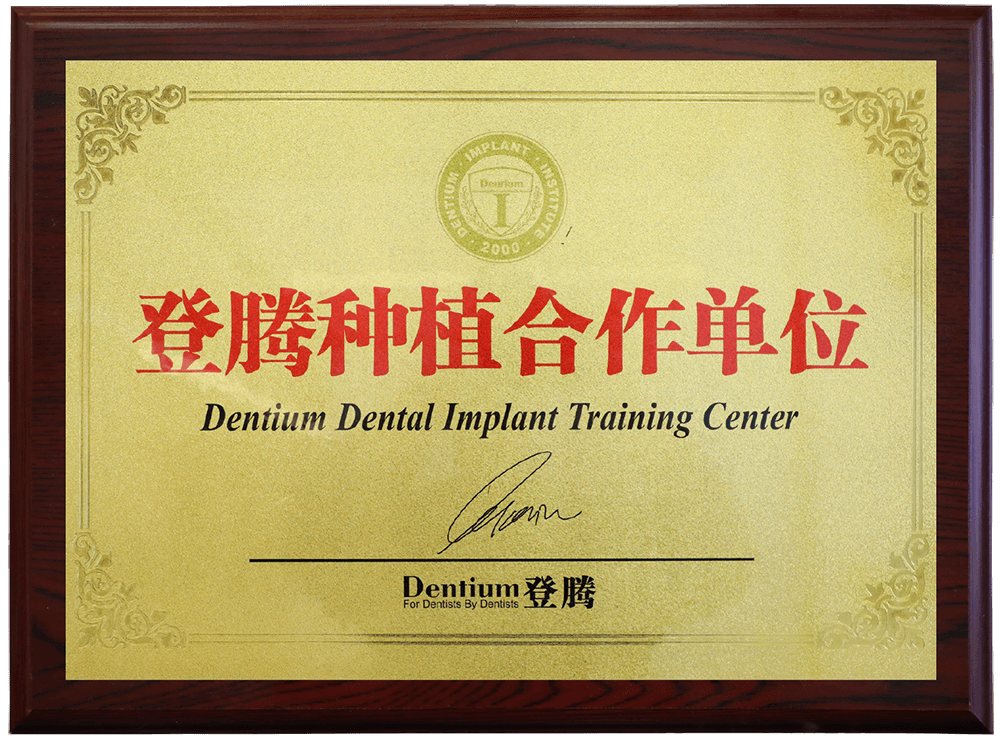 DENTIUM · IMPLANT · INSTITUTE
Dentium
I
· 2000 ·
登腾种植合作单位
Dentium Dental Implant Training Center
Dentium 登腾
For Dentists By Dentists